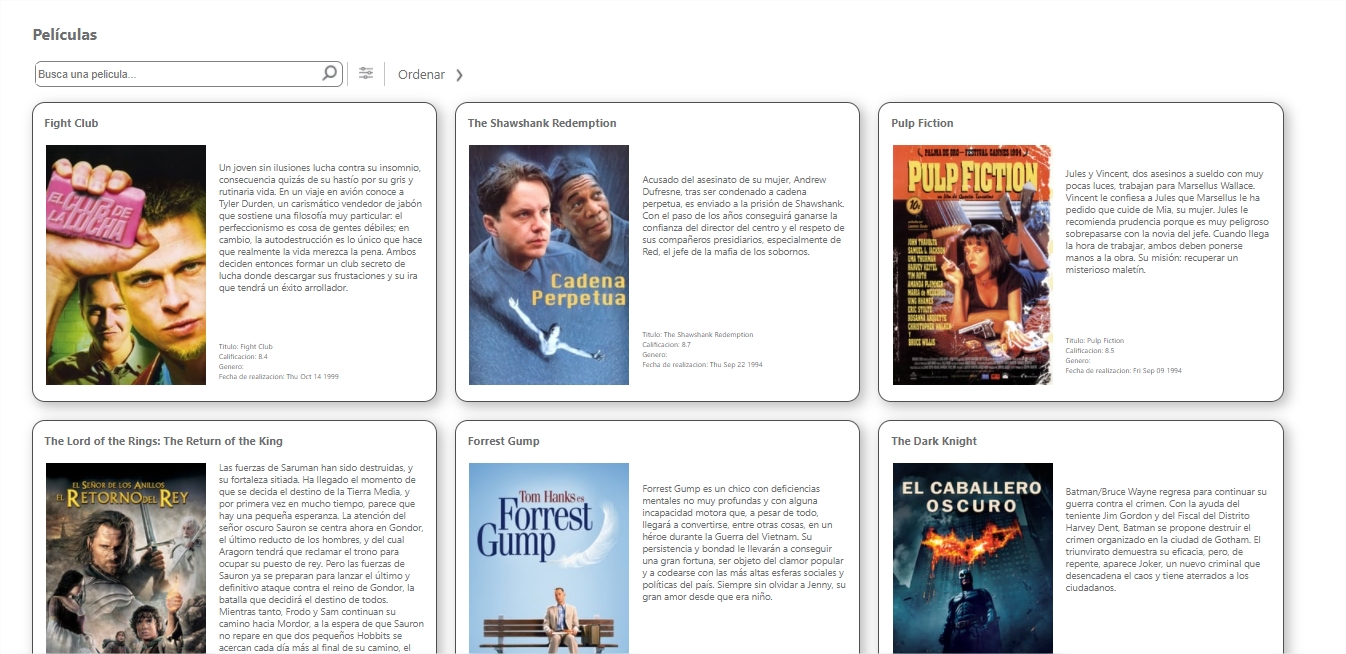 Películas
Busca una pelicula...
Ordenar
Fight Club
EL CLUB DE
LA LUCHA
Un joven sin ilusiones lucha contra su insomnio,
consecuencia quizás de su hastío por su gris y
rutinaria vida. En un viaje en avión conoce a
Tyler Durden, un carismático vendedor de jabón
que sostiene una filosofía muy particular: el
perfeccionismo es cosa de gentes débiles; en
cambio, la autodestrucción es lo único que hace
que realmente la vida merezca la pena. Ambos
deciden entonces formar un club secreto de
lucha donde descargar sus frustaciones y su ira
que tendrá un éxito arrollador.
Titulo: Fight Club
Calificacion: 8.4
Genero:
Fecha de realizacion: Thu Oct 14 1999
The Shawshank Redemption
Cadena
Perpetua
Acusado del asesinato de su mujer, Andrew
Dufresne, tras ser condenado a cadena
perpetua, es enviado a la prisión de Shawshank.
Con el paso de los años conseguirá ganarse la
confianza del director del centro y el respeto de
sus compañeros presidiarios, especialmente de
Red, el jefe de la mafia de los sobornos.
Titulo: The Shawshank Redemption
Calificacion: 8.7
Genero:
Fecha de realizacion: Thu Sep 22 1994
Pulp Fiction
PALMA DE ORO - FESTIVAL CANNES 1994
PULP FICTION
10¢
JOHN TRAVOLTA
SAMUEL L. JACKSON
UMA THURMAN
HARVEY KEITEL
TIM ROTH
AMANDA PLUMMER
MARIA de MEDEIROS
VING RHAMES
ERIC STOLTZ
ROSANNA ARQUETTE
CHRISTOPHER WALKEN
BRUCE WILLIS
Jules y Vincent, dos asesinos a sueldo con muy
pocas luces, trabajan para Marsellus Wallace.
Vincent le confiesa a Jules que Marsellus le ha
pedido que cuide de Mia, su mujer. Jules le
recomienda prudencia porque es muy peligroso
sobrepasarse con la novia del jefe. Cuando llega
la hora de trabajar, ambos deben ponerse
manos a la obra. Su misión: recuperar un
misterioso maletín.
Titulo: Pulp Fiction
Calificacion: 8.5
Genero:
Fecha de realizacion: Fri Sep 09 1994
The Lord of the Rings: The Return of the King
EL SEÑOR DE LOS ANILLOS
EL RETORNO DEL REY
Las fuerzas de Saruman han sido destruidas, y
su fortaleza sitiada. Ha llegado el momento de
que se decida el destino de la Tierra Media, y
por primera vez en mucho tiempo, parece que
hay una pequeña esperanza. La atención del
señor oscuro Sauron se centra ahora en Gondor,
el último reducto de los hombres, y del cual
Aragorn tendrá que reclamar el trono para
ocupar su puesto de rey. Pero las fuerzas de
Sauron ya se preparan para lanzar el último y
definitivo ataque contra el reino de Gondor, la
batalla que decidirá el destino de todos.
Mientras tanto, Frodo y Sam continuan su
camino hacia Mordor, a la espera de que Sauron
no repare en que dos pequeños Hobbits se
acercan cada día más al final de su camino, el
Forrest Gump
Tom Hanks es
Forrest
Gump
Forrest Gump es un chico con deficiencias
mentales no muy profundas y con alguna
incapacidad motora que, a pesar de todo,
llegará a convertirse, entre otras cosas, en un
héroe durante la Guerra del Vietnam. Su
persistencia y bondad le llevarán a conseguir
una gran fortuna, ser objeto del clamor popular
y a codearse con las más altas esferas sociales y
políticas del país. Siempre sin olvidar a Jenny, su
gran amor desde que era niño.
The Dark Knight
EL CABALLERO
OSCURO
Batman/Bruce Wayne regresa para continuar su
guerra contra el crimen. Con la ayuda del
teniente Jim Gordon y del Fiscal del Distrito
Harvey Dent, Batman se propone destruir el
crimen organizado en la ciudad de Gotham. El
triunvirato demuestra su eficacia, pero, de
repente, aparece Joker, un nuevo criminal que
desencadena el caos y tiene aterrados a los
ciudadanos.